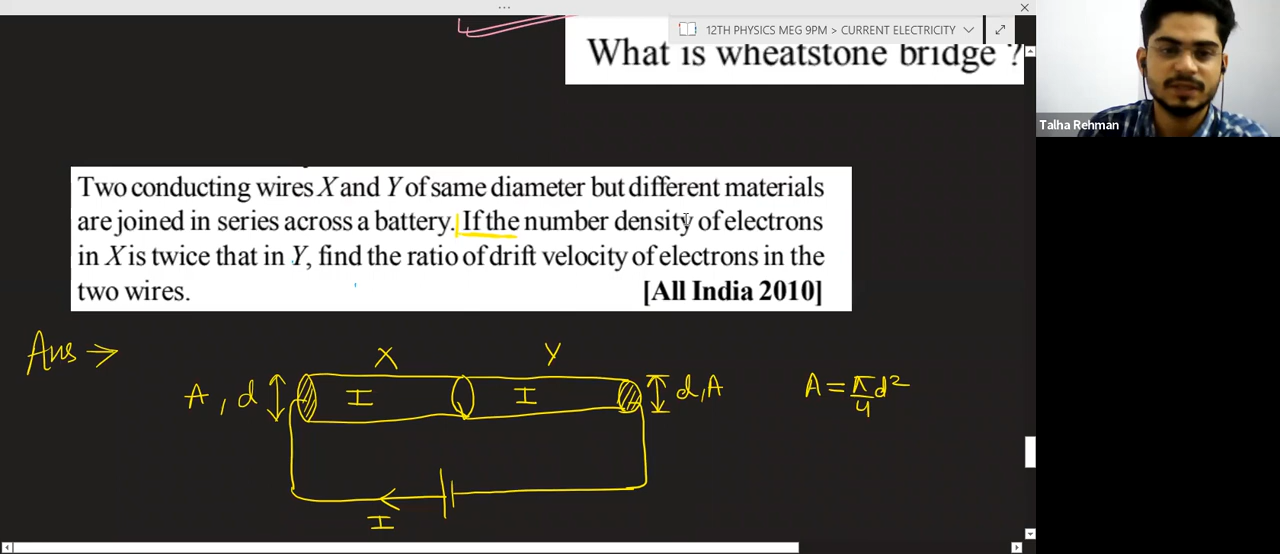 12TH PHYSICS MEG 9PM > CURRENT ELECTRICITY
What is wheatstone bridge ?
Talha Rehman
Two conducting wires X and Y of same diameter but different materials
are joined in series across a battery. If the number density of electrons
in X is twice that in Y, find the ratio of drift velocity of electrons in the
two wires. [All India 2010]
Ans →
X Y
A, d I I d, A A = π/4 d²
I